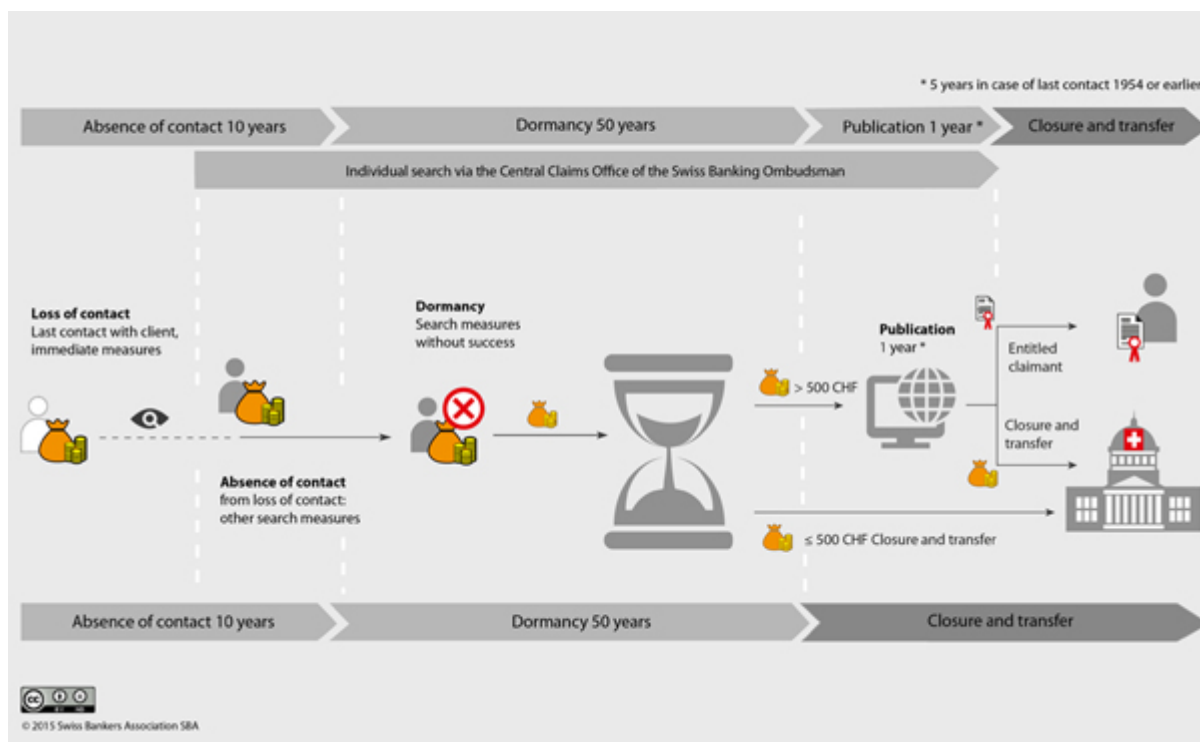 * 5 years in case of last contact 1954 or earlier
Absence of contact 10 years
Dormancy 50 years
Publication 1 year *
Closure and transfer
Individual search via the Central Claims Office of the Swiss Banking Ombudsman
Loss of contact
Last contact with client,
immediate measures
Absence of contact
from loss of contact:
other search measures
Dormancy
Search measures
without success
> 500 CHF
≤ 500 CHF Closure and transfer
Publication
1 year *
Entitled
claimant
Closure and
transfer
Absence of contact 10 years
Dormancy 50 years
Closure and transfer
cc
© 2015 Swiss Bankers Association SBA